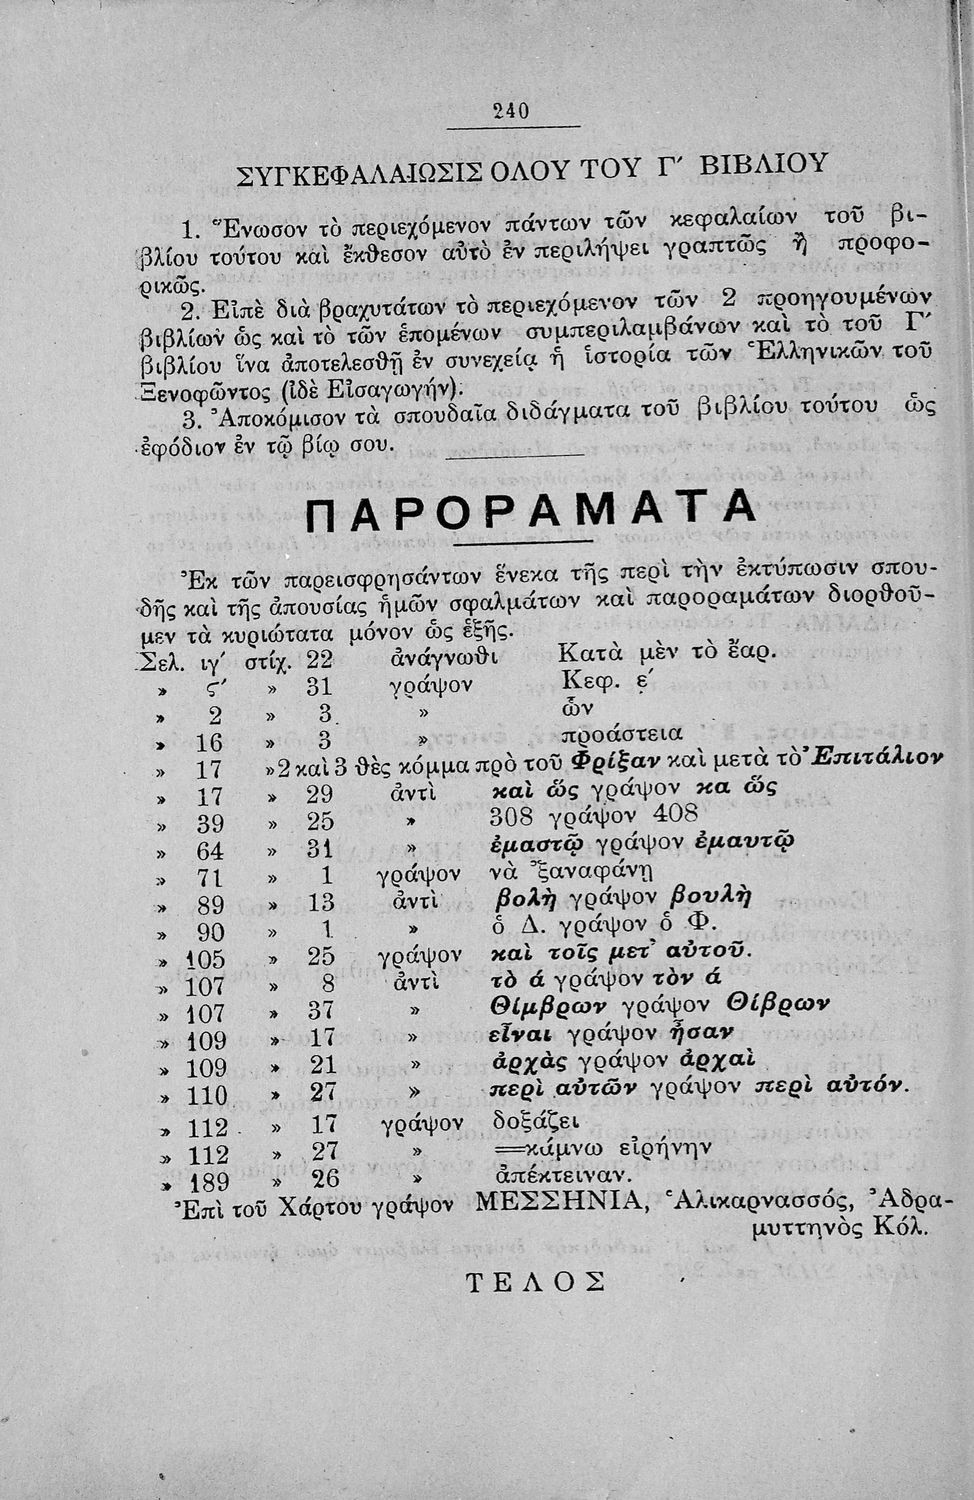 240
ΣΥΓΚΕΦΑΛΑΙΩΣΙΣ ΟΛΟΥ ΤΟΥ Γ΄ ΒΙΒΛΙΟΥ
1. Ἕνωσον τὸ περιεχόμενον πάντων τῶν κεφαλαίων τοῦ βι-
βλίου τούτου καὶ ἔκθεσον αὐτὸ ἐν περιλήψει γραπτῶς ἢ προφο-
ρικῶς.
2. Εἰπὲ διὰ βραχυτάτων τὸ περιεχόμενον τῶν 2 προηγουμένων
βιβλίων ὡς καὶ τὸ τῶν ἑπομένων συμπεριλαμβάνων καὶ τὸ τοῦ Γ΄
βιβλίου ἵνα ἀποτελεσθῇ ἐν συνεχείᾳ ἡ ἱστορία τῶν Ἑλληνικῶν τοῦ
Ξενοφῶντος (ἰδὲ Εἰσαγωγήν).
3. Ἀποκόμισον τὰ σπουδαῖα διδάγματα τοῦ βιβλίου τούτου ὡς
ἐφόδιον ἐν τῷ βίῳ σου.
ΠΑΡΟΡΑΜΑΤΑ
Ἐκ τῶν παρεισφρησάντων ἕνεκα τῆς περὶ τὴν ἐκτύπωσιν σπου-
δῆς καὶ τῆς ἀπουσίας ἡμῶν σφαλμάτων καὶ παροραμάτων διορθοῦ-
μεν τὰ κυριώτατα μόνον ὡς ἑξῆς.
Σελ. ιγ΄ στίχ. 22 ἀνάγνωθι Κατὰ μὲν τὸ ἔαρ.
» ς΄ » 31 γράψον Κεφ. ε΄
» 2 » 3. » ὧν
» 16 » 3 » προάστεια
» 17 » 2 καὶ 3 θὲς κόμμα πρὸ τοῦ Φρίξαν καὶ μετὰ τὸ Ἐπιτάλιον
» 17 » 29 ἀντὶ καὶ ὥς γράψον κα ὥς
» 39 » 25 » 308 γράψον 408
» 64 » 31 » ἐμαστῷ γράψον ἐμαυτῷ
» 71 » 1 γράψον νὰ ξαναφάνῃ
» 89 » 13 ἀντὶ βολὴ γράψον βουλὴ
» 90 » 1 » ὁ Δ. γράψον ὁ Φ.
» 105 » 25 γράψον καὶ τοῖς μετ᾽ αὐτοῦ.
» 107 » 8 ἀντὶ τὸ ἁ γράψον τὸν ἁ
» 107 » 37 » Θίμβρων γράψον Θίβρων
» 109 » 17 » εἶναι γράψον ἦσαν
» 109 » 21 » ἀρχὰς γράψον ἀρχαὶ
» 110 » 27 » περὶ αὐτῶν γράψον περὶ αὐτόν.
» 112 » 17 γράψον δοξάζει
» 112 » 27 » =κάμνω εἰρήνην
» 189 » 26 » ἀπέκτειναν.
Ἐπὶ τοῦ Χάρτου γράψον ΜΕΣΣΗΝΙΑ, Ἁλικαρνασσός, Ἀδρα-
μυττηνὸς Κόλ.
ΤΕΛΟΣ